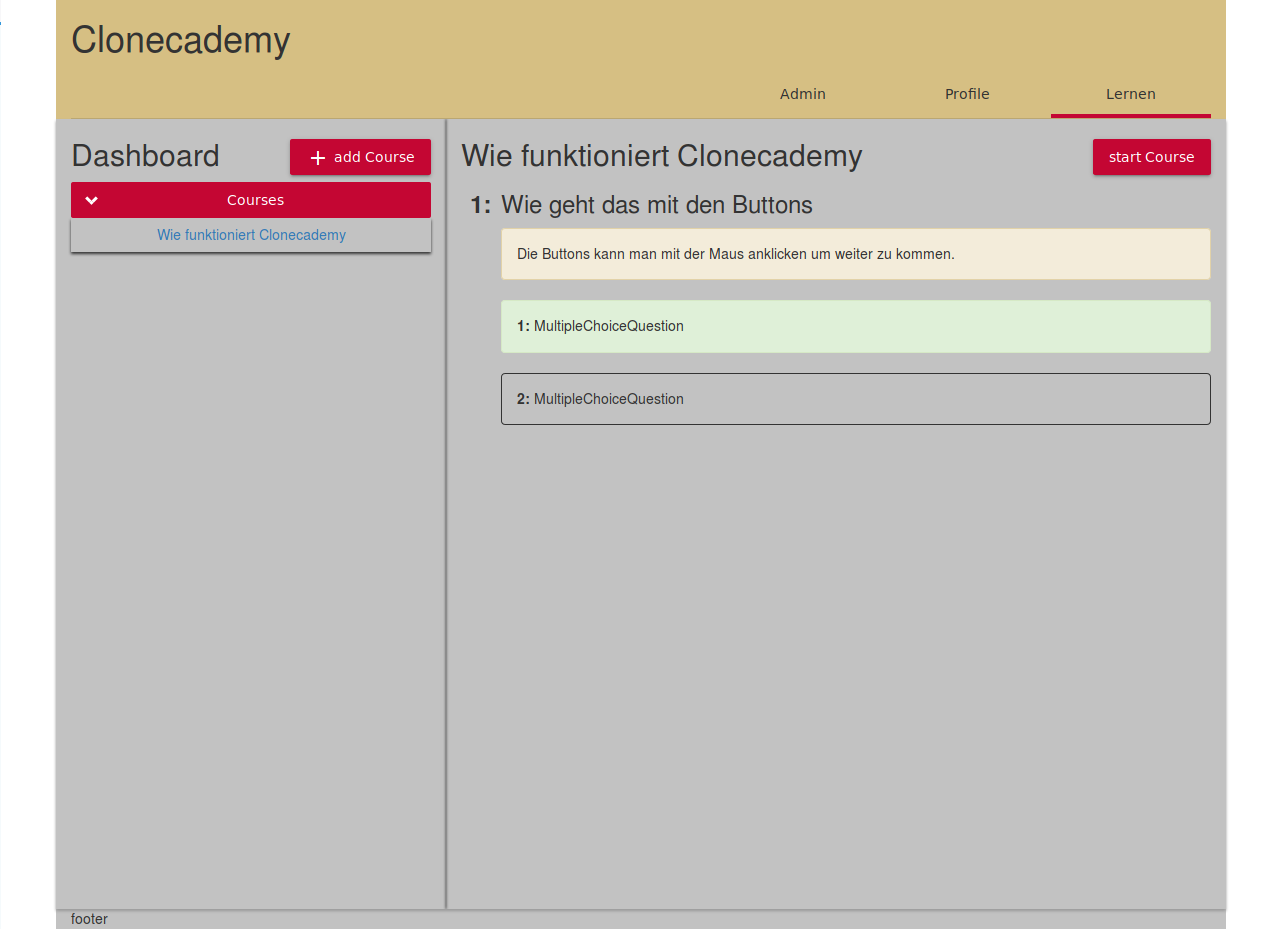 Clonecademy
Admin
Profile
Lernen
Dashboard
add Course
Courses
Wie funktioniert Clonecademy
Wie funktioniert Clonecademy
start Course
1: Wie geht das mit den Buttons
Die Buttons kann man mit der Maus anklicken um weiter zu kommen.
1: MultipleChoiceQuestion
2: MultipleChoiceQuestion
footer